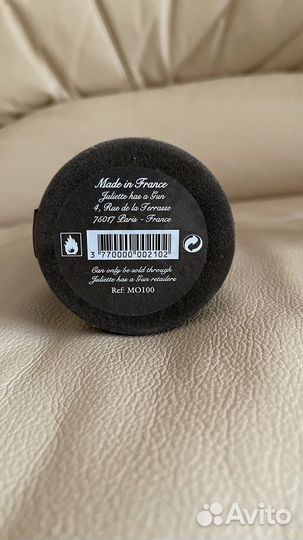 Made in France
Juliette has a Gun
4, Rue de la Terrasse
75017 Paris - France
3 770000 002102
Can only be sold through
Juliette has a Gun retailers
Ref: MO100
Avito